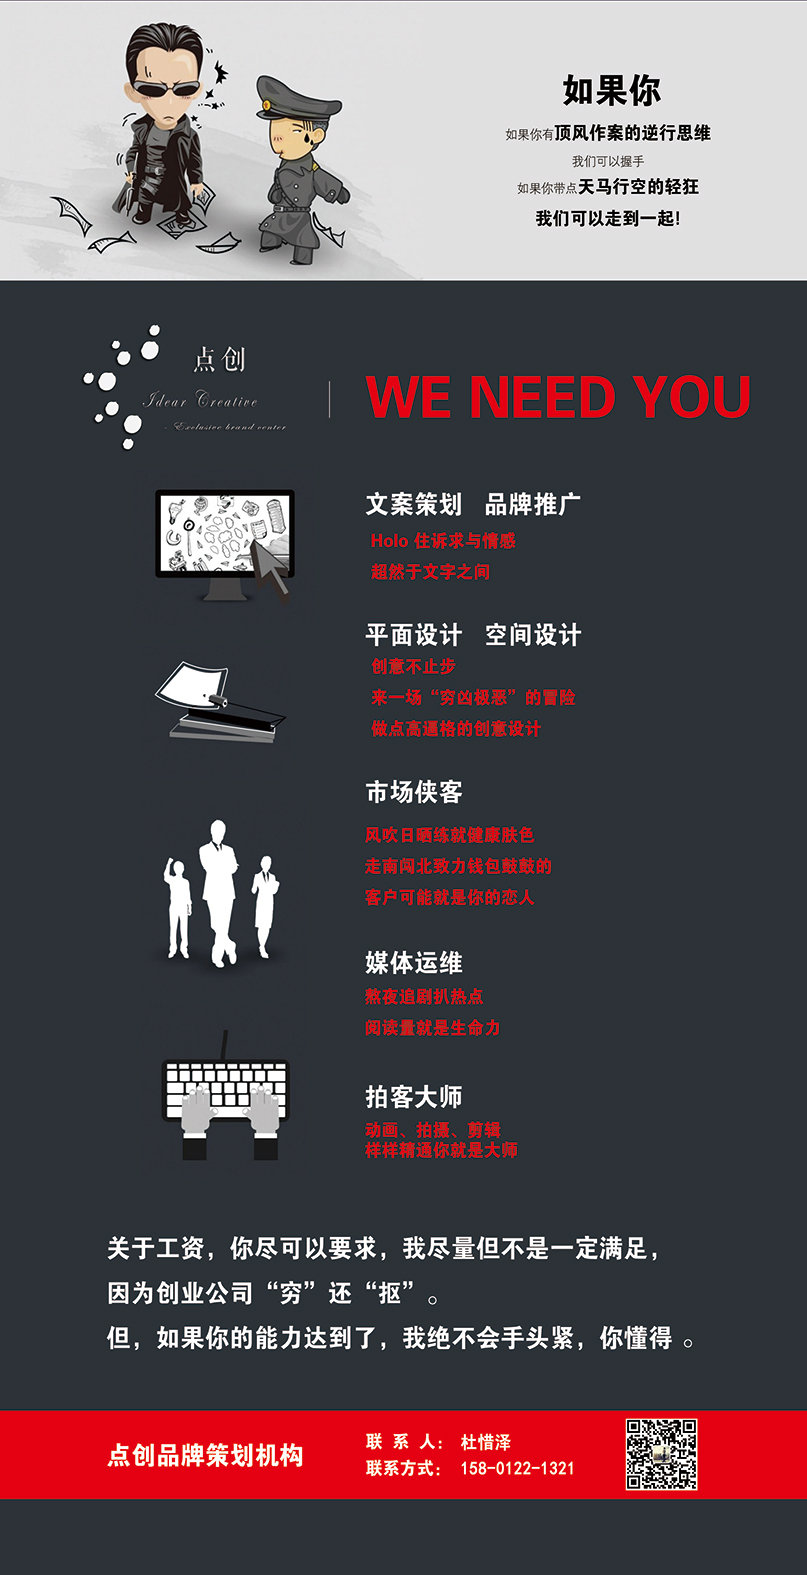 如果你
如果你有顶风作案的逆行思维
我们可以握手
如果你带点天马行空的轻狂
我们可以走到一起!
点创
Idear Creative
- Exclusive brand center
WE NEED YOU
文案策划 品牌推广
Holo 住诉求与情感
超然于文字之间
平面设计 空间设计
创意不止步
来一场“穷凶极恶”的冒险
做点高逼格的创意设计
市场侠客
风吹日晒练就健康肤色
走南闯北致力钱包鼓鼓的
客户可能就是你的恋人
媒体运维
熬夜追剧扒热点
阅读量就是生命力
拍客大师
动画、拍摄、剪辑
样样精通你就是大师
关于工资，你尽可以要求，我尽量但不是一定满足，
因为创业公司“穷”还“抠”。
但，如果你的能力达到了，我绝不会手头紧，你懂得 。
点创品牌策划机构
联 系 人： 杜惜泽
联系方式： 158-0122-1321